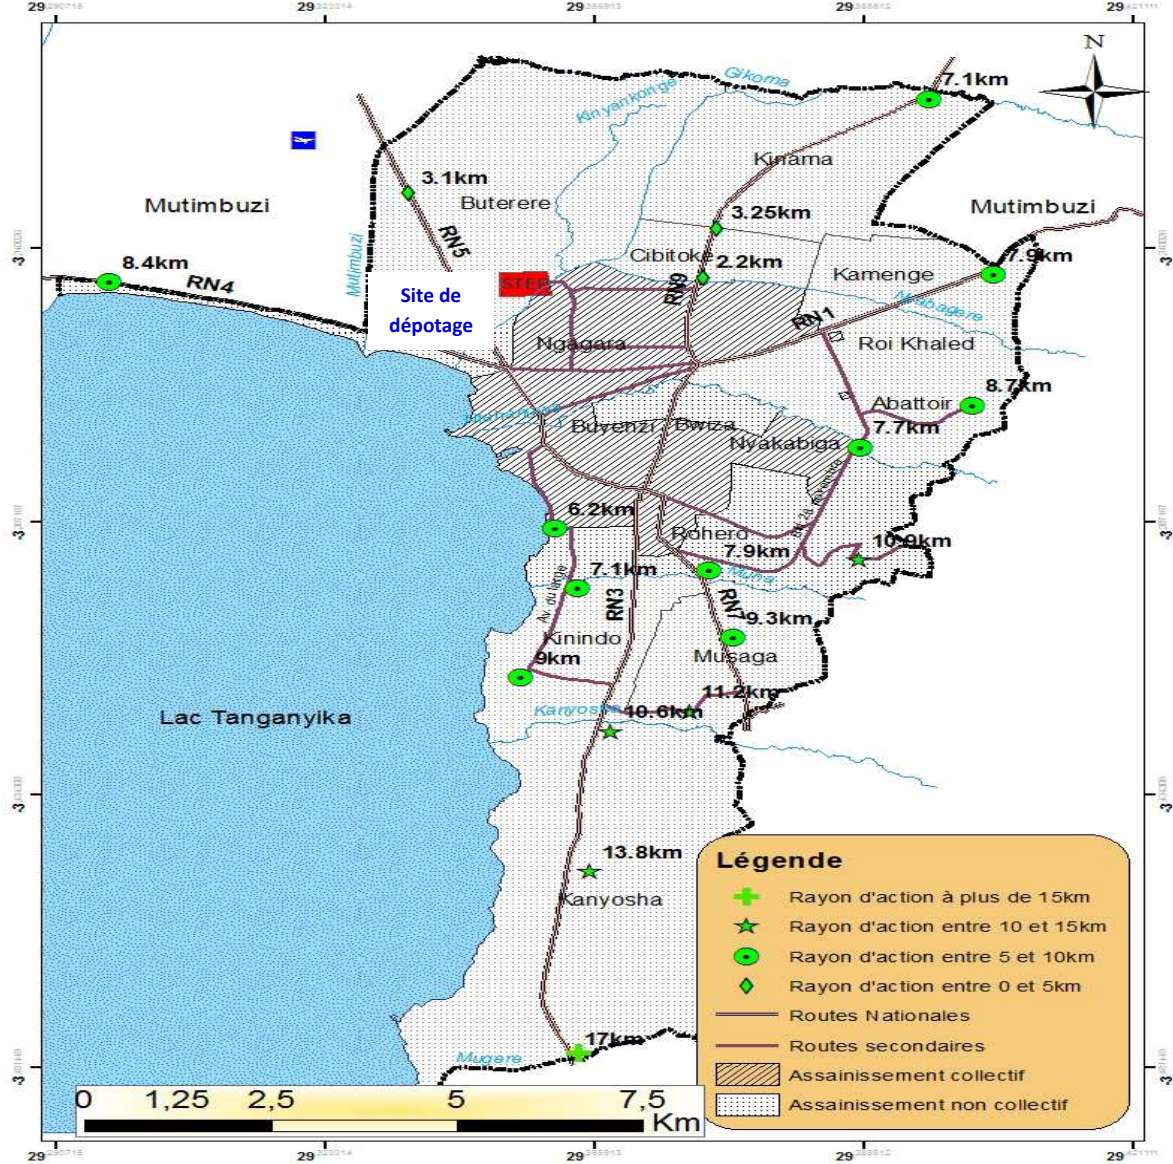 N
Gikoma
Kinyankonge
7.1km
Kinama
3.1km
Buterere
Mutimbuzi
Mutimbuzi
3.25km
Cibitoke
2.2km
7.9km
Kamenge
RN5
RN9
8.4km
RN4
Mutimbuzi
STEP
Site de
dépotage
Nyabagere
RN1
Ngagara
Roi Khaled
Abattoir
8.7km
Buyenzi
Bwiza
Nyakabiga
7.7km
6.2km
Rohero
10.9km
7.9km
Muha
7.1km
Av. du large
RN3
RN7
9.3km
Kinindo
Musaga
9km
11.2km
Kanyosha
10.6km
Lac Tanganyika
13.8km
Kanyosha
17km
Mugere
Légende
Rayon d'action à plus de 15km
Rayon d'action entre 10 et 15km
Rayon d'action entre 5 et 10km
Rayon d'action entre 0 et 5km
Routes Nationales
Routes secondaires
Assainissement collectif
Assainissement non collectif
0 1,25 2,5 5 7,5
Km